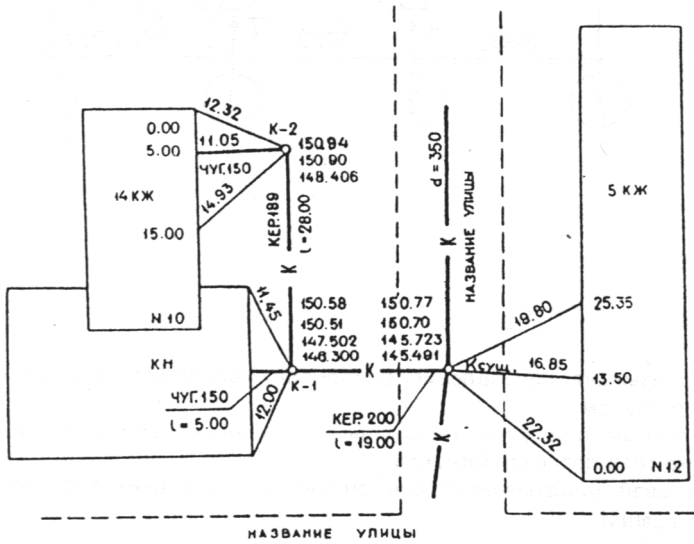 12.32
0.00
5.00
11.05
ЧУГ.150
14.93
14 КЖ
15.00
N 10
К-2
150.94
150.90
148.406
КЕР.189
l = 28.00
К
d = 350
К
НАЗВАНИЕ УЛИЦЫ
5 КЖ
11.45
КН
150.58
150.51
147.502
148.300
К-1
ЧУГ.150
l = 5.00
12.00
К
150.77
150.70
145.723
145.491
КЕР. 200
l = 19.00
Ксущ.
К
19.80
25.35
16.85
13.50
22.32
0.00
N 12
НАЗВАНИЕ УЛИЦЫ